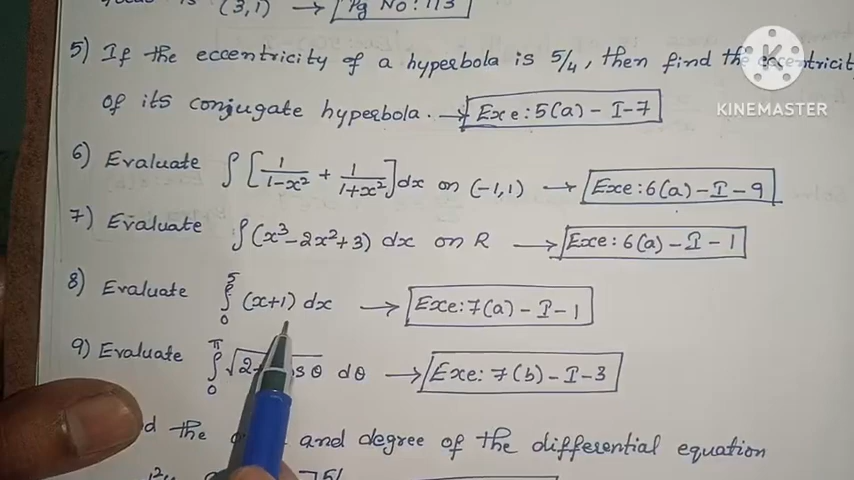 (3,1) → Pg No: 113
5) If the eccentricity of a hyperbola is 5/4, then find the
of its conjugate hyperbola. → Exe: 5(a) - I - 7
K
KINEMASTER
6) Evaluate ∫ [1/1-x² + 1/1+x²] dx on (-1,1) → Exe: 6(a) - I - 9
7) Evaluate ∫(x³ - 2x² + 3) dx on R → Exe: 6(a) - I - 1
8) Evaluate ∫₀⁵ (x+1) dx → Exe: 7(a) - I - 1
9) Evaluate ∫₀^π dθ → Exe: 7(b) - I - 3
the and degree of the differential equation